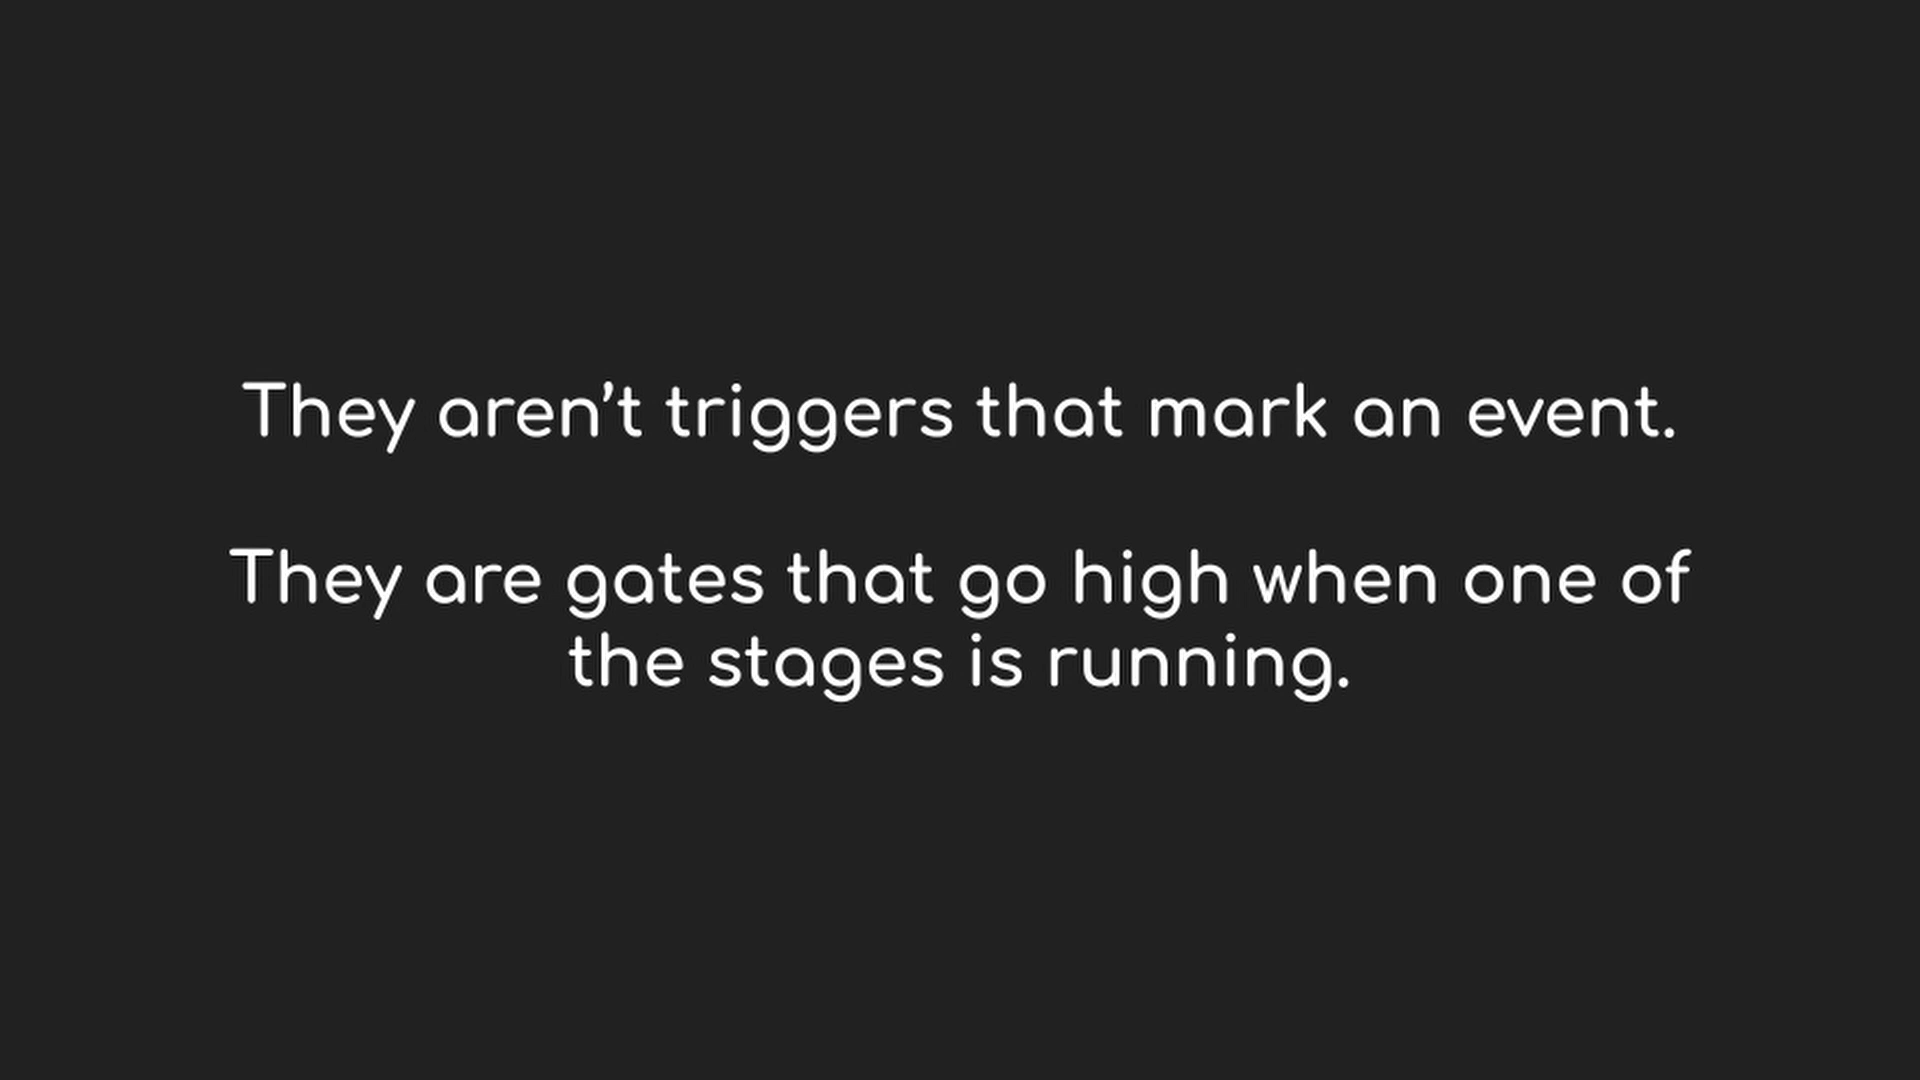 They aren’t triggers that mark an event.
They are gates that go high when one of
the stages is running.